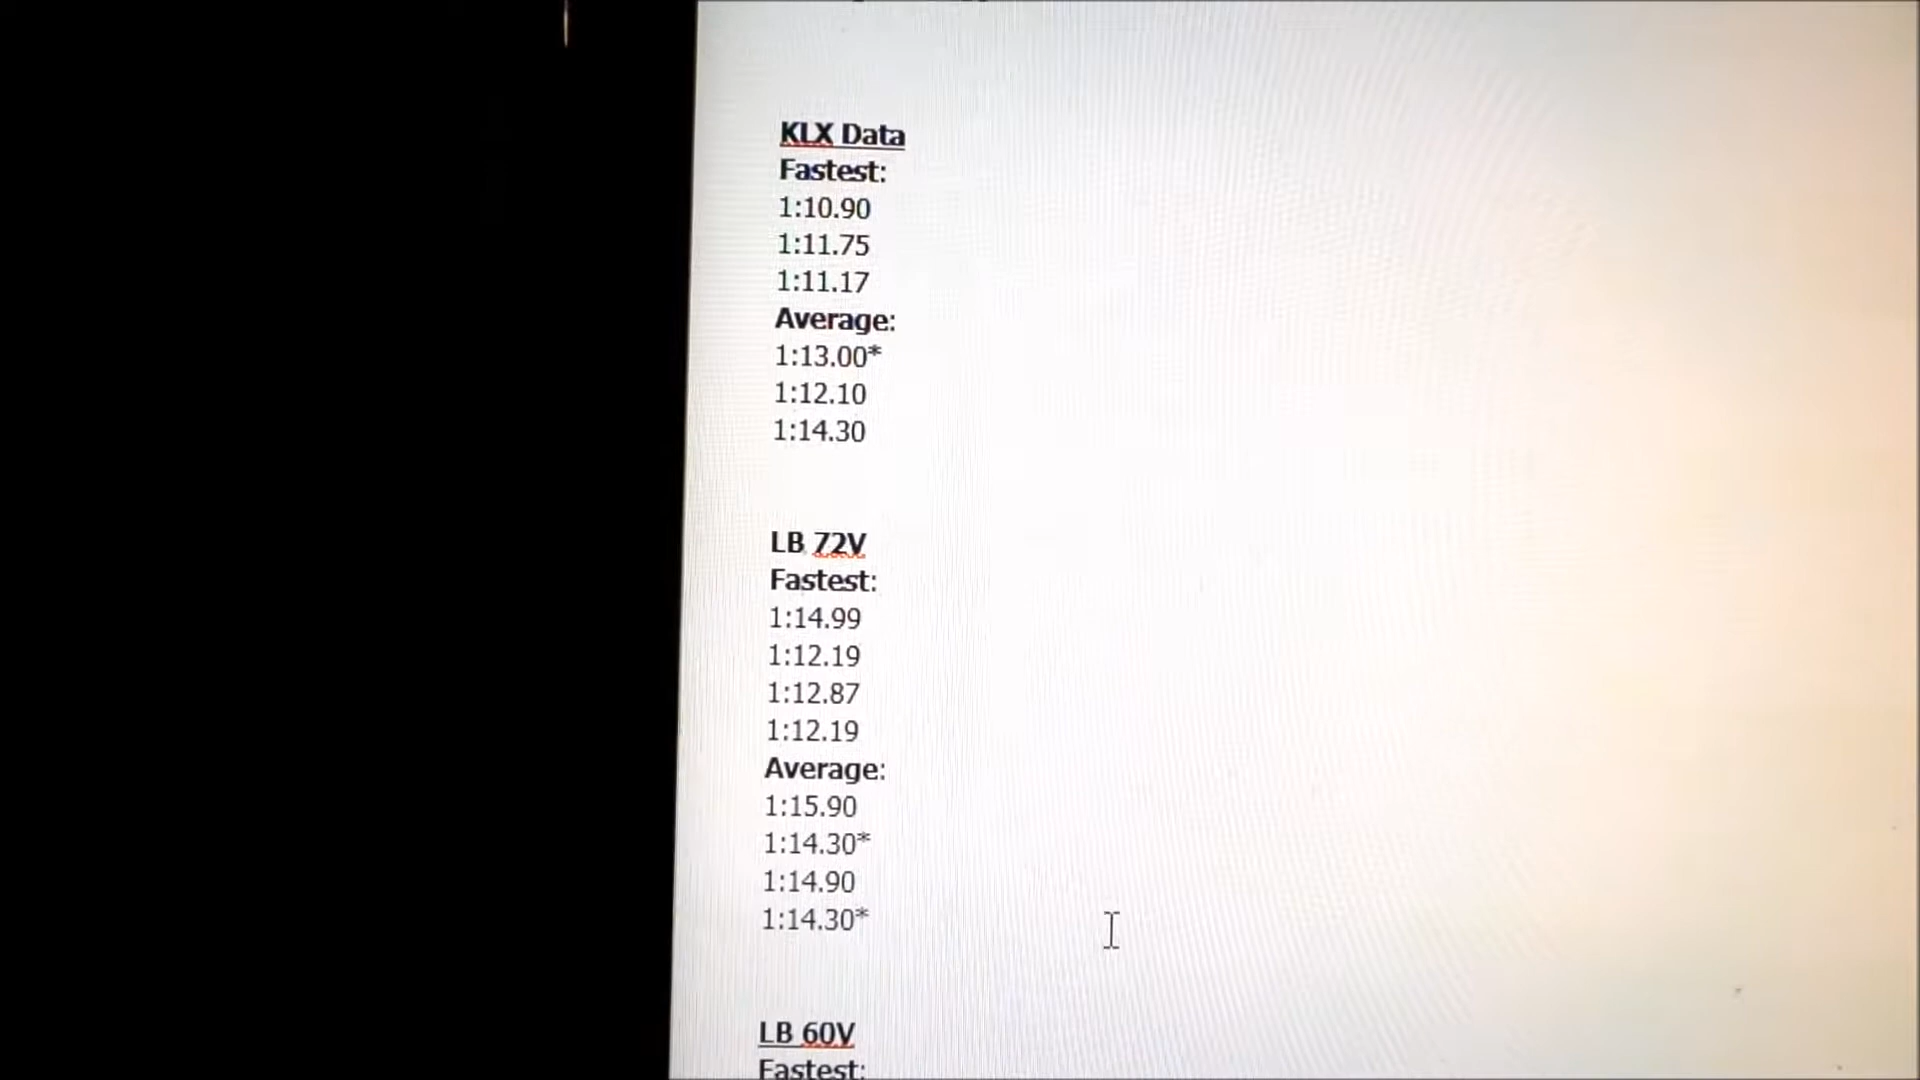 KLX Data
Fastest:
1:10.90
1:11.75
1:11.17
Average:
1:13.00*
1:12.10
1:14.30
LB 72V
Fastest:
1:14.99
1:12.19
1:12.87
1:12.19
Average:
1:15.90
1:14.30*
1:14.90
1:14.30*
LB 60V
Fastest: